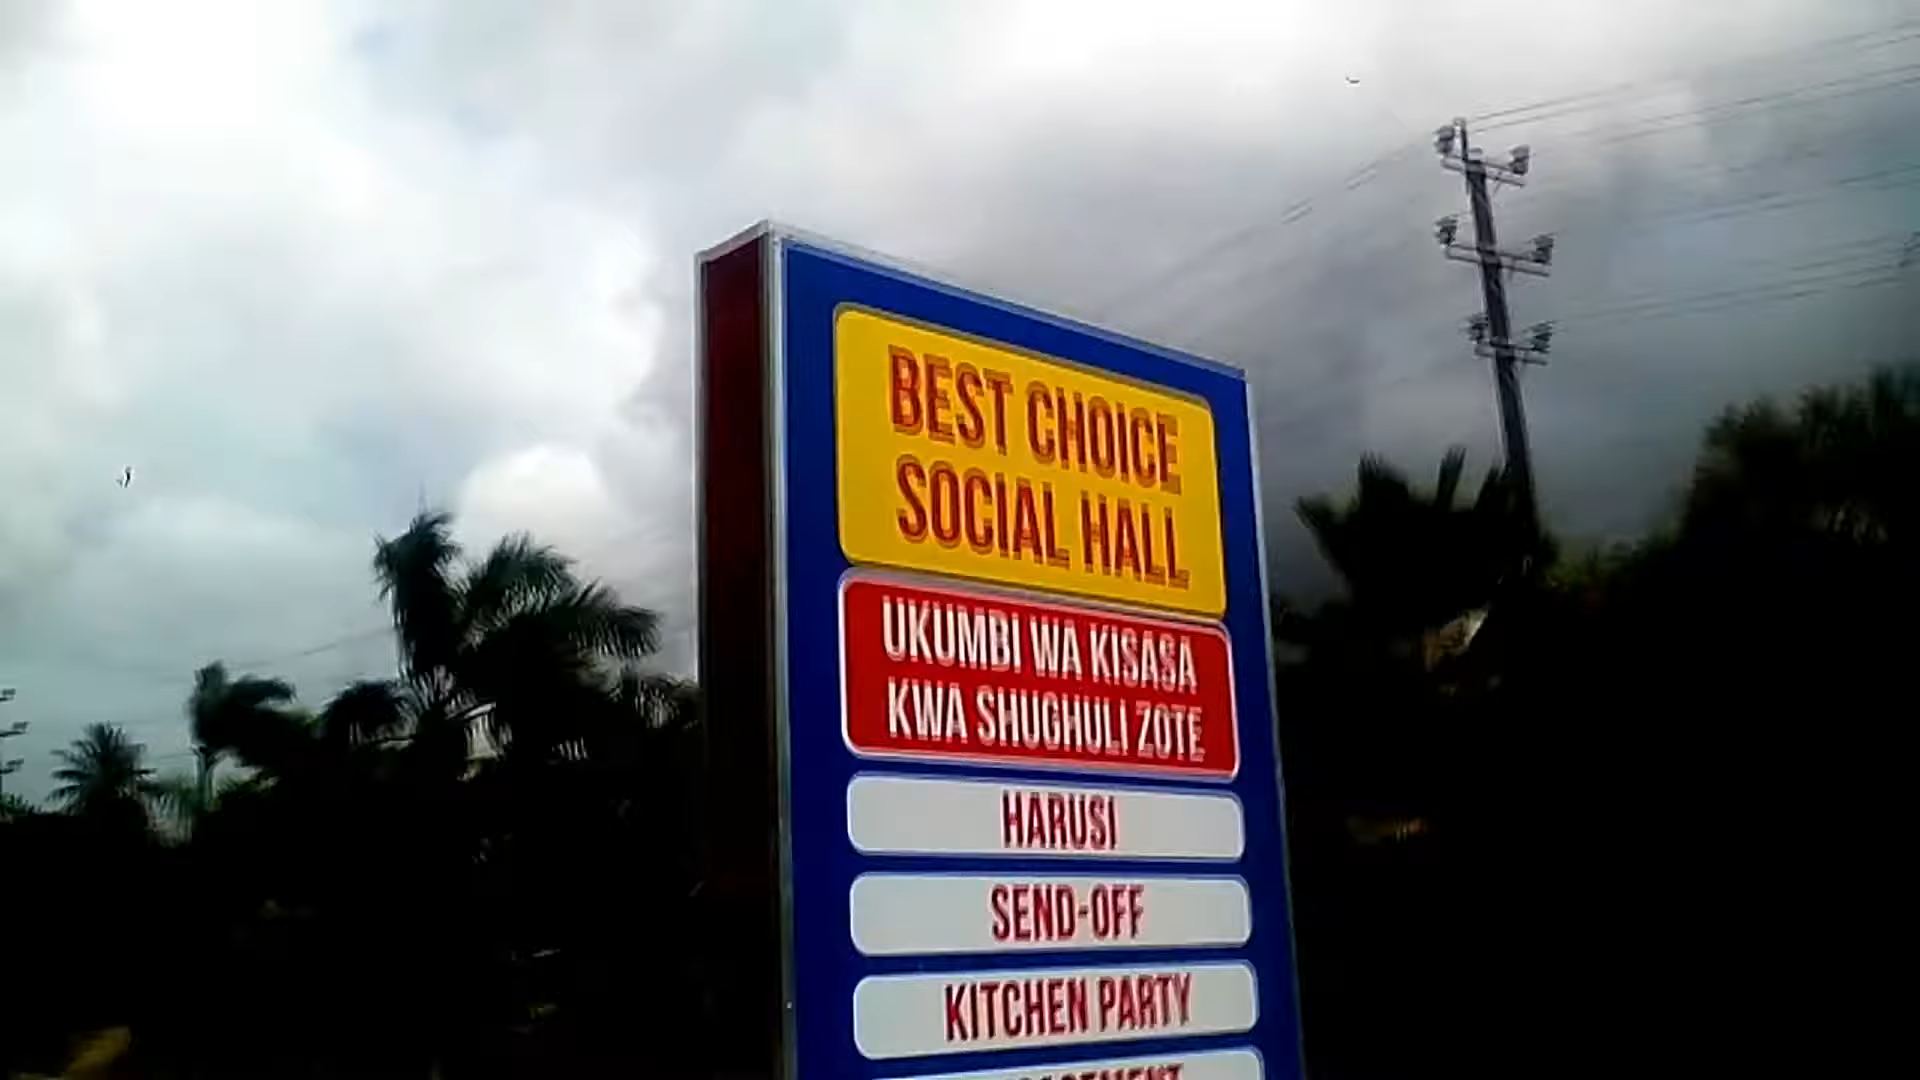 BEST CHOICE
SOCIAL HALL
UKUMBI WA KISASA
KWA SHUGHULI ZOTE
HARUSI
SEND-OFF
KITCHEN PARTY